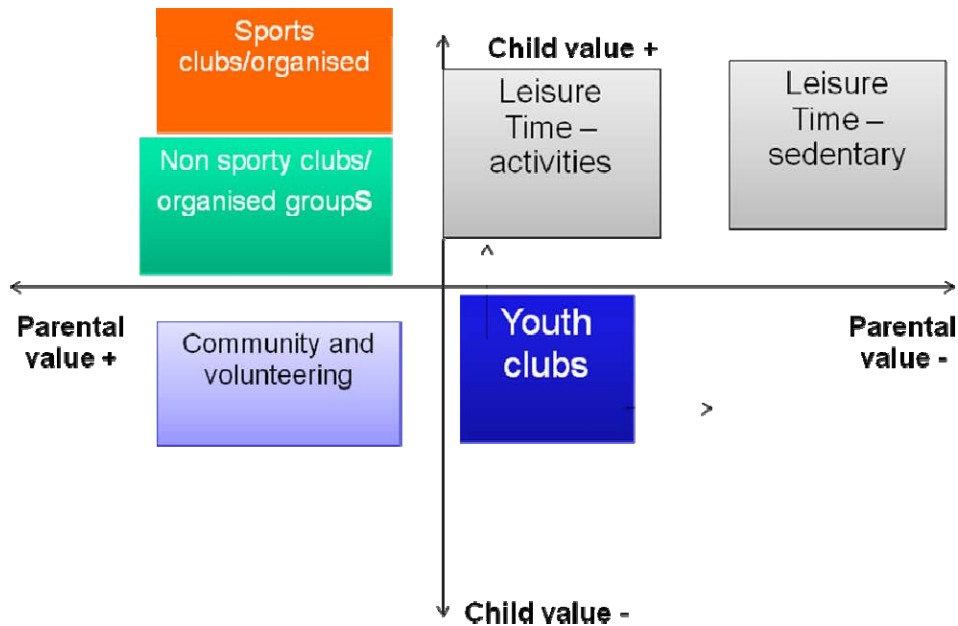 Sports
clubs/organised
Non sporty clubs/
organised groupS
Child value +
Leisure
Time –
activities
Leisure
Time –
sedentary
Parental
value +
Parental
value -
Community and
volunteering
Youth
clubs
Child value -